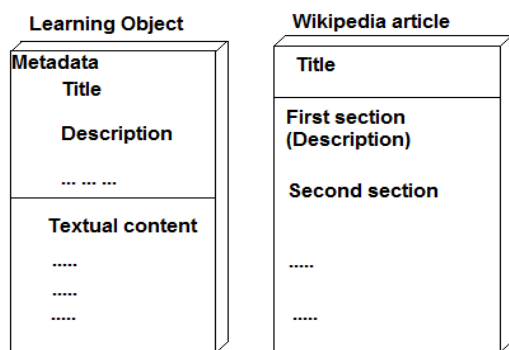 Learning Object
Metadata
Title
Description
... ... ...
Textual content
.....
.....
.....
Wikipedia article
Title
First section
(Description)
Second section
.....
.....